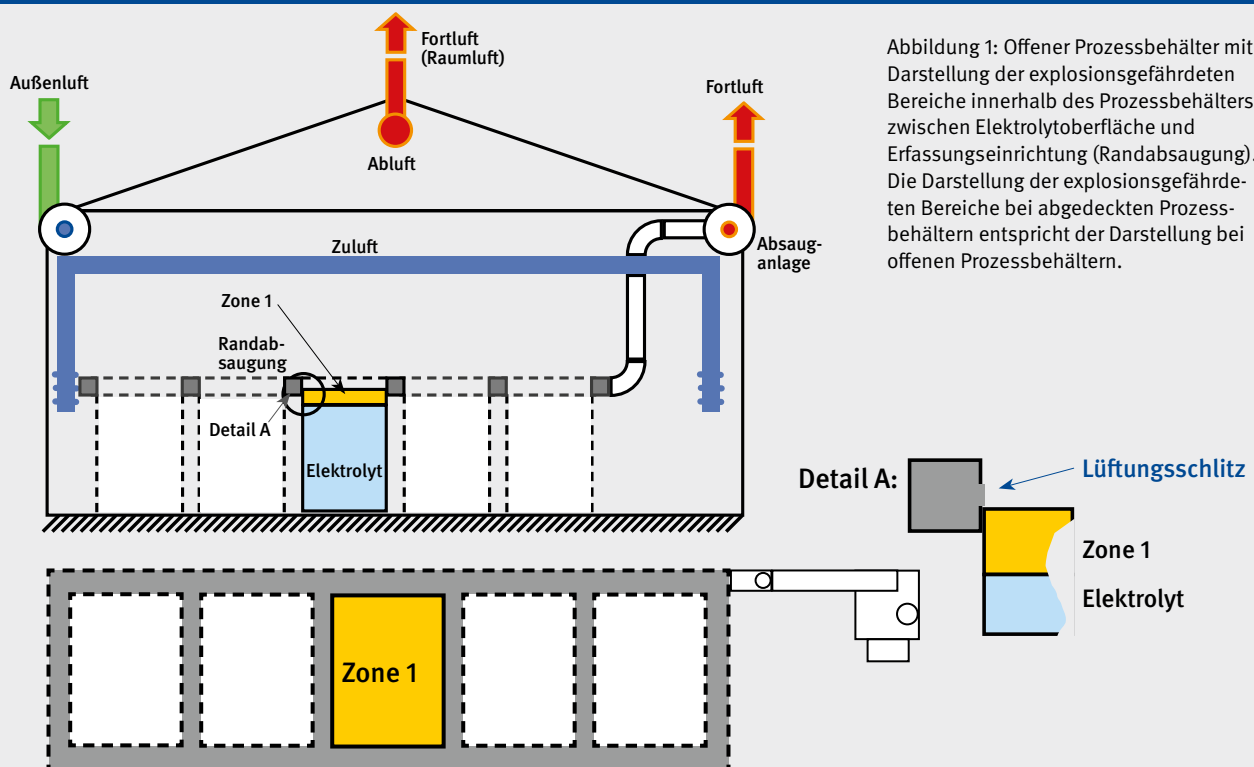 Außenluft
Fortluft
(Raumluft)
Abluft
Fortluft
Zuluft
Absaug-
anlage
Zone 1
Randab-
saugung
Detail A
Elektrolyt
Abbildung 1: Offener Prozessbehälter mit
Darstellung der explosionsgefährdeten
Bereiche innerhalb des Prozessbehälters
zwischen Elektrolytoberfläche und
Erfassungseinrichtung (Randabsaugung).
Die Darstellung der explosionsgefährde-
ten Bereiche bei abgedeckten Prozess-
behältern entspricht der Darstellung bei
offenen Prozessbehältern.
Detail A:
Lüftungsschlitz
Zone 1
Elektrolyt
Zone 1